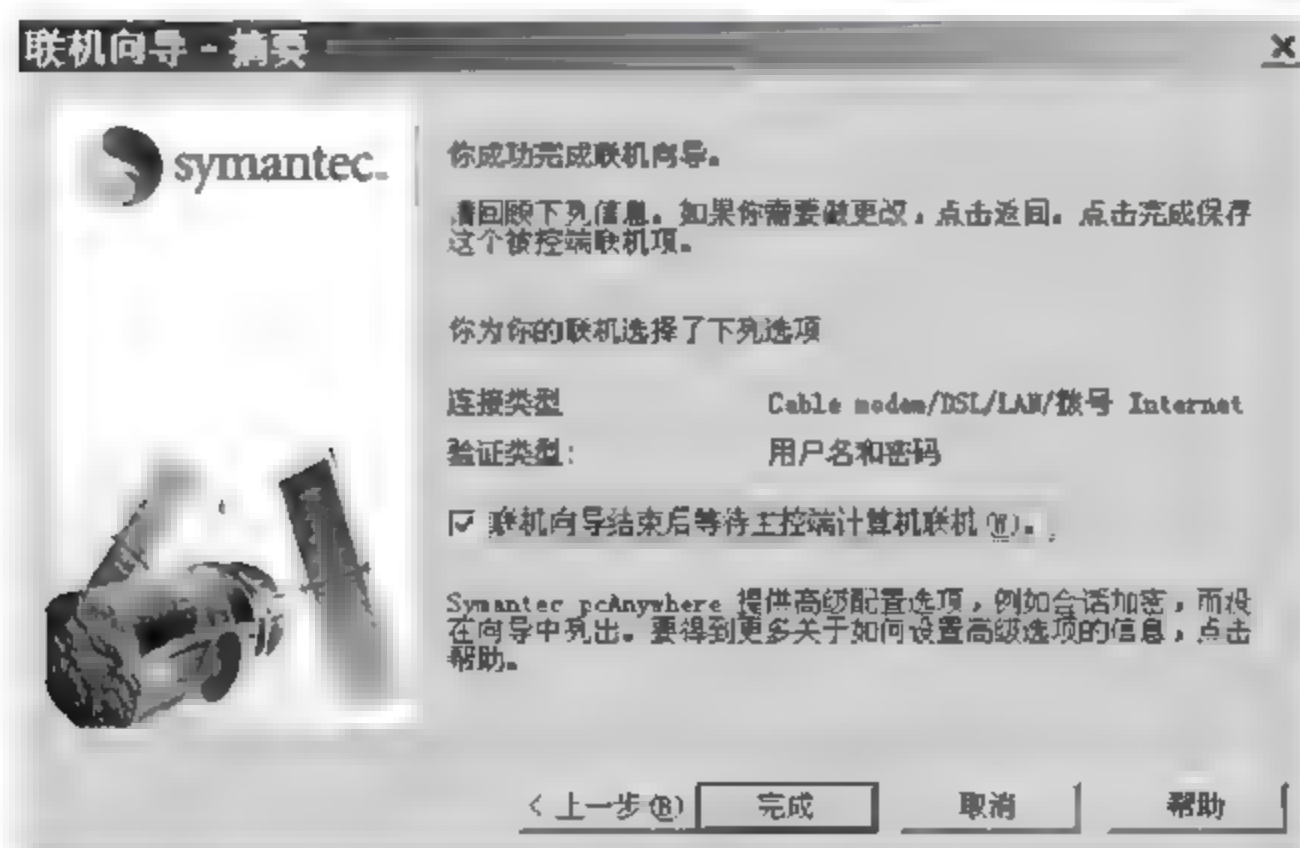 联机向导 - 摘要
symantec.
你成功完成联机向导。
请回顾下列信息。如果你需要做更改，点击返回。点击完成保存
这个被控端联机项。
你为你的联机选择了下列选项
连接类型 Cable modem/DSL/LAN/拨号 Internet
验证类型: 用户名和密码
联机向导结束后等待主控端计算机联机(W)。
Symantec pcAnywhere 提供高级配置选项，例如会话加密，而没
在向导中列出。要得到更多关于如何设置高级选项的信息，点击
帮助。
< 上一步(B) 完成 取消 帮助